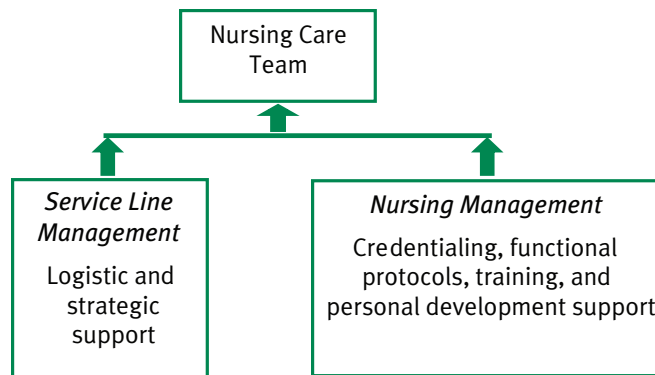 Nursing Care
Team
Service Line
Management
Logistic and
strategic
support
Nursing Management
Credentialing, functional
protocols, training, and
personal development support